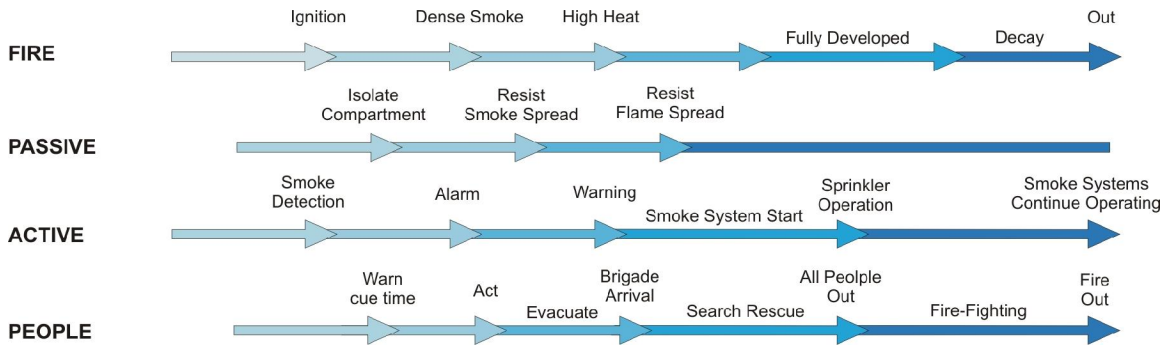 Ignition
Dense Smoke
High Heat
Out
FIRE
Fully Developed
Decay
Isolate
Compartment
Resist
Smoke Spread
Resist
Flame Spread
PASSIVE
Smoke
Detection
Alarm
Warning
Smoke System Start
Sprinkler
Operation
Smoke Systems
Continue Operating
ACTIVE
Warn
cue time
Act
Evacuate
Brigade
Arrival
Search Rescue
All Peolple
Out
Fire-Fighting
Fire
Out
PEOPLE